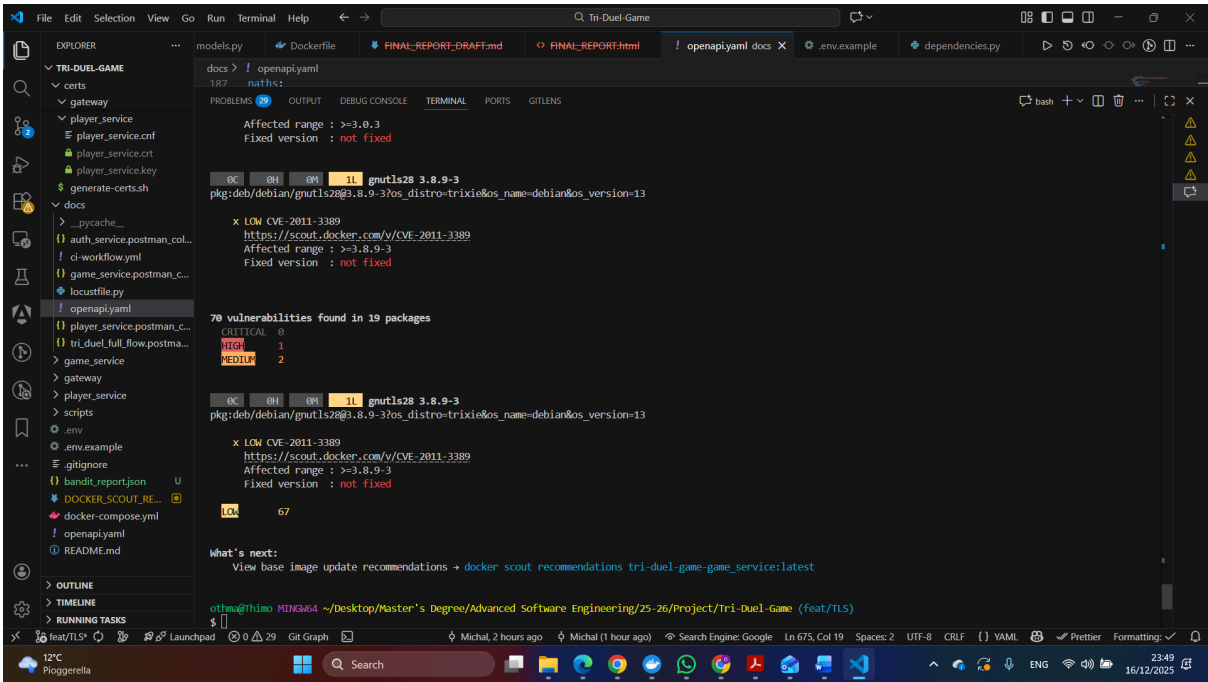 File Edit Selection View Go Run Terminal Help
Tri-Duel-Game
EXPLORER
models.py
Dockerfile
FINAL_REPORT_DRAFT.md
FINAL_REPORT.html
openapi.yaml docs
.env.example
dependencies.py
TRI-DUEL-GAME
certs
gateway
player_service
player_service.cnf
player_service.crt
player_service.key
generate-certs.sh
docs
__pycache__
auth_service.postman_col...
ci-workflow.yml
game_service.postman_c...
locustfile.py
openapi.yaml
player_service.postman_c...
tri_duel_full_flow.postma...
game_service
gateway
player_service
scripts
.env
.env.example
.gitignore
bandit_report.json U
DOCKER_SCOUT_RE...
docker-compose.yml
openapi.yaml
README.md
OUTLINE
TIMELINE
RUNNING TASKS
docs > ! openapi.yaml
187 paths:
PROBLEMS 29 OUTPUT DEBUG CONSOLE TERMINAL PORTS GITLENS
bash
Affected range : >=3.0.3
Fixed version : not fixed
0C 0H 0M 1L gnutls28 3.8.9-3
pkg:deb/debian/gnutls28@3.8.9-3?os_distro=trixie&os_name=debian&os_version=13
x LOW CVE-2011-3389
https://scout.docker.com/v/CVE-2011-3389
Affected range : >=3.8.9-3
Fixed version : not fixed
70 vulnerabilities found in 19 packages
CRITICAL 0
HIGH 1
MEDIUM 2
0C 0H 0M 1L gnutls28 3.8.9-3
pkg:deb/debian/gnutls28@3.8.9-3?os_distro=trixie&os_name=debian&os_version=13
x LOW CVE-2011-3389
https://scout.docker.com/v/CVE-2011-3389
Affected range : >=3.8.9-3
Fixed version : not fixed
LOW 67
What's next:
View base image update recommendations → docker scout recommendations tri-duel-game-game_service:latest
othma@Thimo MINGW64 ~/Desktop/Master's Degree/Advanced Software Engineering/25-26/Project/Tri-Duel-Game (feat/TLS)
$
feat/TLS* Launchpad 0 29 Git Graph Michal, 2 hours ago Michal (1 hour ago) Search Engine: Google Ln 675, Col 19 Spaces: 2 UTF-8 CRLF {} YAML Prettier Formatting: ✓
12°C
Pioggerella
Search
ENG
23:49
16/12/2025